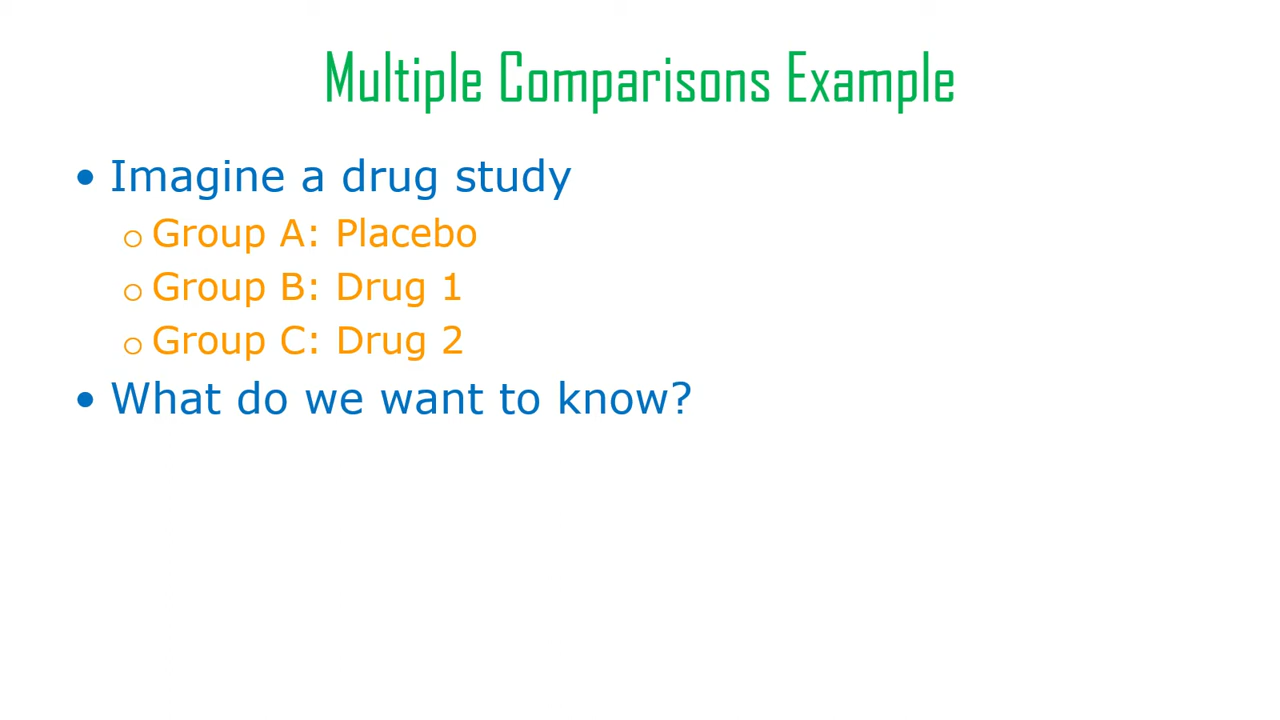 Multiple Comparisons Example
• Imagine a drug study
o Group A: Placebo
o Group B: Drug 1
o Group C: Drug 2
• What do we want to know?